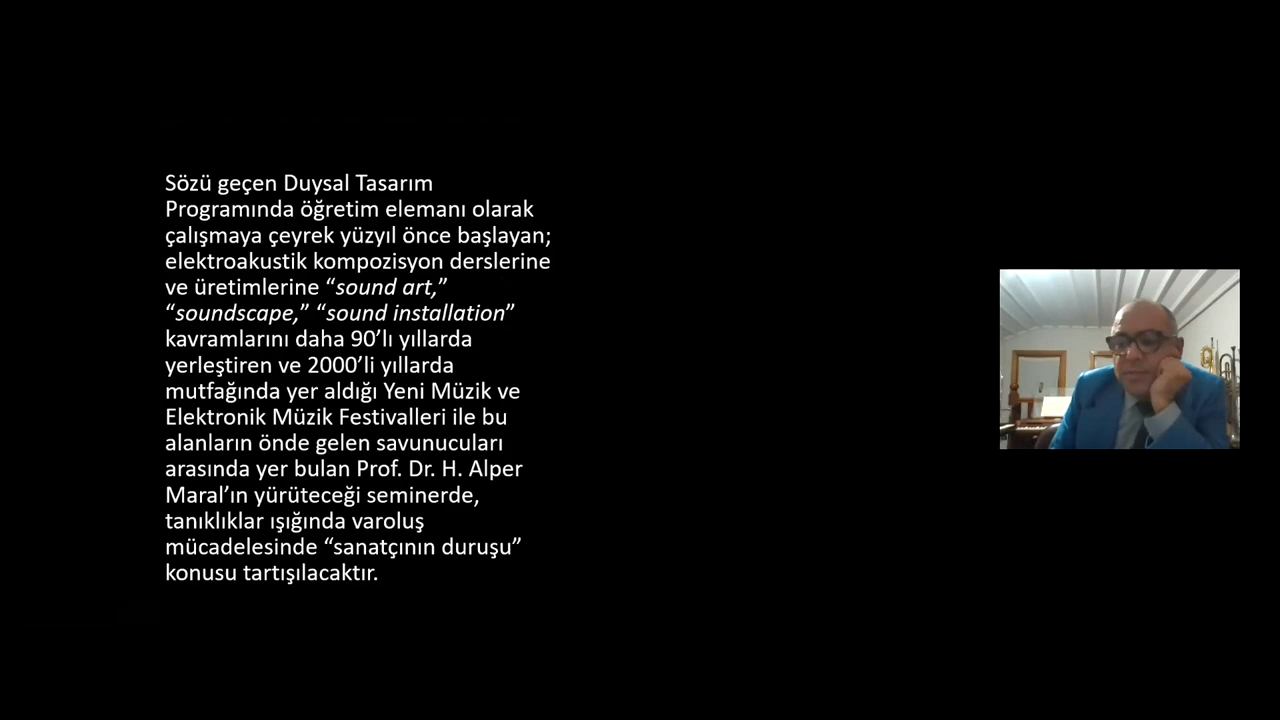 Sözü geçen Duysal Tasarım
Programında öğretim elemanı olarak
çalışmaya çeyrek yüzyıl önce başlayan;
elektroakustik kompozisyon derslerine
ve üretimlerine “sound art,”
“soundscape,” “sound installation”
kavramlarını daha 90’lı yıllarda
yerleştiren ve 2000’li yıllarda
mutfağında yer aldığı Yeni Müzik ve
Elektronik Müzik Festivalleri ile bu
alanların önde gelen savunucuları
arasında yer bulan Prof. Dr. H. Alper
Maral’ın yürüteceği seminerde,
tanıklıklar ışığında varoluş
mücadelesinde “sanatçının duruşu”
konusu tartışılacaktır.